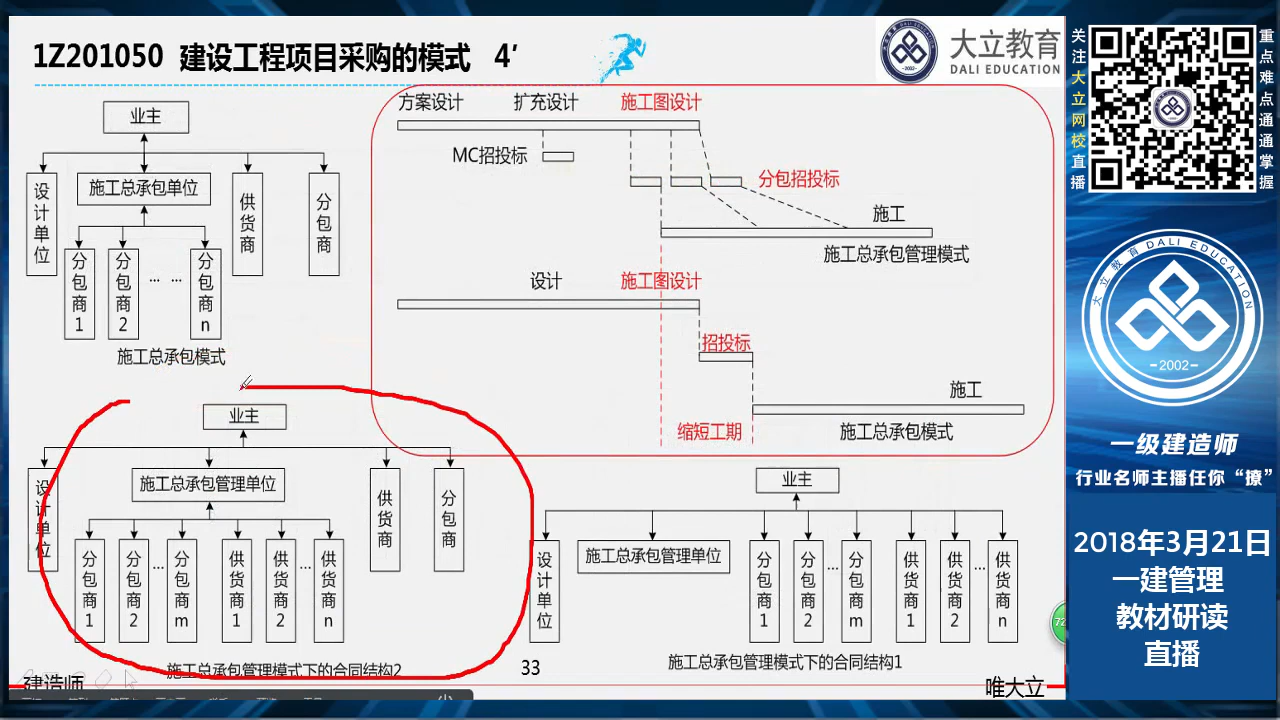 1Z201050 建设工程项目采购的模式 4′
大立教育
DALI EDUCATION
业主
设计单位
施工总承包单位
供货商
分包商
分包商1
分包商2
... ...
分包商n
施工总承包模式
方案设计
扩充设计
施工图设计
MC招投标
分包招投标
施工
施工总承包管理模式
设计
施工图设计
招投标
施工
缩短工期
施工总承包模式
业主
设计单位
施工总承包管理单位
供货商
分包商
分包商1
分包商2
...
分包商m
供货商1
供货商2
...
供货商n
施工总承包管理模式下的合同结构2
业主
设计单位
施工总承包管理单位
分包商1
分包商2
...
分包商m
供货商1
供货商2
...
供货商n
施工总承包管理模式下的合同结构1
33
建造师
唯大立
关注大立网校直播
重点难点通通掌握
大立教育 DALI EDUCATION
-2002-
一级建造师
行业名师主播任你“撩”
2018年3月21日
一建管理
教材研读
直播
72